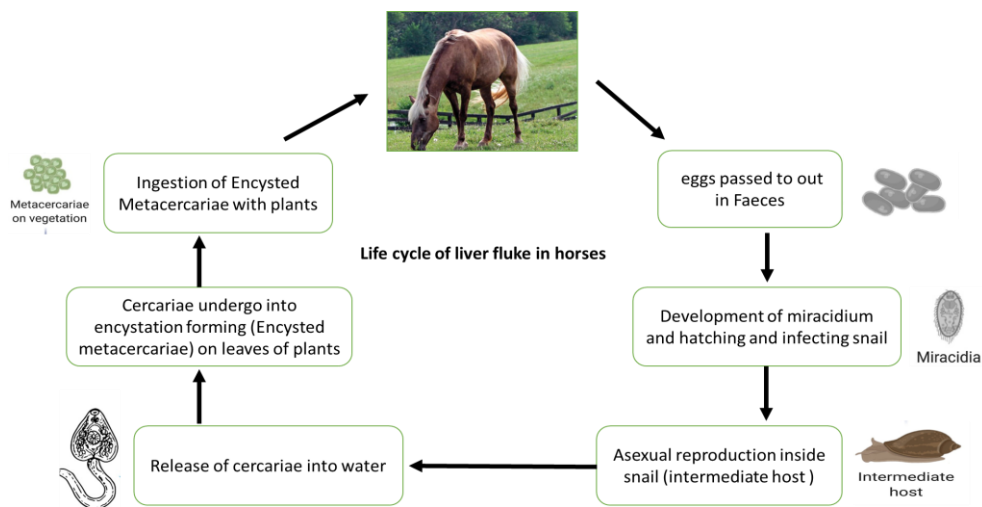 Ingestion of Encysted
Metacercariae with plants
Metacercariae
on vegetation
eggs passed to out
in Faeces
Life cycle of liver fluke in horses
Cercariae undergo into
encystation forming (Encysted
metacercariae) on leaves of plants
Development of miracidium
and hatching and infecting snail
Miracidia
Release of cercariae into water
Asexual reproduction inside
snail (intermediate host )
Intermediate
host